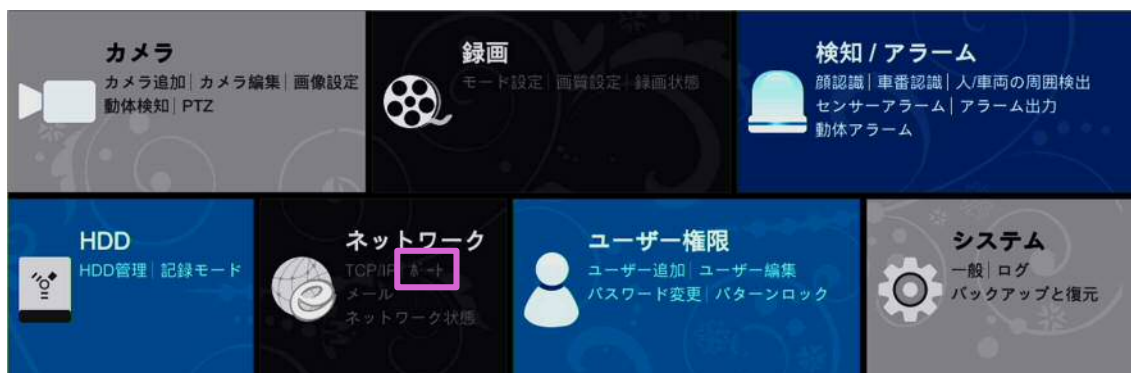 カメラ
カメラ追加 | カメラ編集 | 画像設定
動体検知 | PTZ
録画
モード設定 | 画質設定 | 録画状態
検知 / アラーム
顔認識 | 車番認識 | 人/車両の周囲検出
センサーアラーム | アラーム出力
動体アラーム
HDD
HDD管理 | 記録モード
ネットワーク
TCP/IP | ポート
メール
ネットワーク状態
ユーザー権限
ユーザー追加 | ユーザー編集
パスワード変更 | パターンロック
システム
一般 | ログ
バックアップと復元